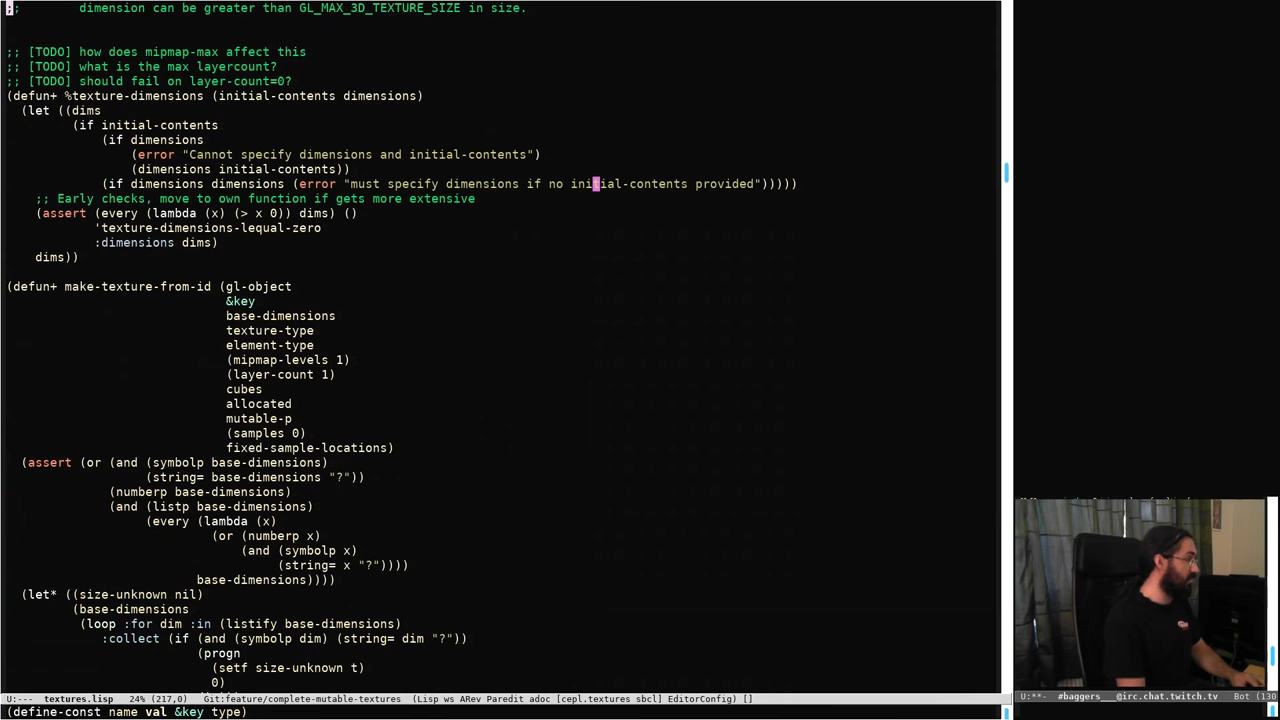 ;;        dimension can be greater than GL_MAX_3D_TEXTURE_SIZE in size.
;; [TODO] how does mipmap-max affect this
;; [TODO] what is the max layercount?
;; [TODO] should fail on layer-count=0?
(defun+ %texture-dimensions (initial-contents dimensions)
  (let ((dims
         (if initial-contents
             (if dimensions
                 (error "Cannot specify dimensions and initial-contents")
                 (dimensions initial-contents))
             (if dimensions dimensions (error "must specify dimensions if no initial-contents provided")))))
    ;; Early checks, move to own function if gets more extensive
    (assert (every (lambda (x) (> x 0)) dims) ()
            'texture-dimensions-lequal-zero
            :dimensions dims)
    dims))
(defun+ make-texture-from-id (gl-object
                              &key
                              base-dimensions
                              texture-type
                              element-type
                              (mipmap-levels 1)
                              (layer-count 1)
                              cubes
                              allocated
                              mutable-p
                              (samples 0)
                              fixed-sample-locations)
  (assert (or (and (symbolp base-dimensions)
                   (string= base-dimensions "?"))
              (numberp base-dimensions)
              (and (listp base-dimensions)
                   (every (lambda (x)
                            (or (numberp x)
                                (and (symbolp x)
                                     (string= x "?"))))
                          base-dimensions))))
  (let* ((size-unknown nil)
         (base-dimensions
          (loop :for dim :in (listify base-dimensions)
             :collect (if (and (symbolp dim) (string= dim "?"))
                          (progn
                            (setf size-unknown t)
                            0)
U:---  textures.lisp   24% (217,0)   Git:feature/complete-mutable-textures  (Lisp ws ARev Paredit adoc [cepl.textures sbcl] EditorConfig) []
U:**-  #baggers___@irc.chat.twitch.tv   Bot (130
(define-const name val &key type)